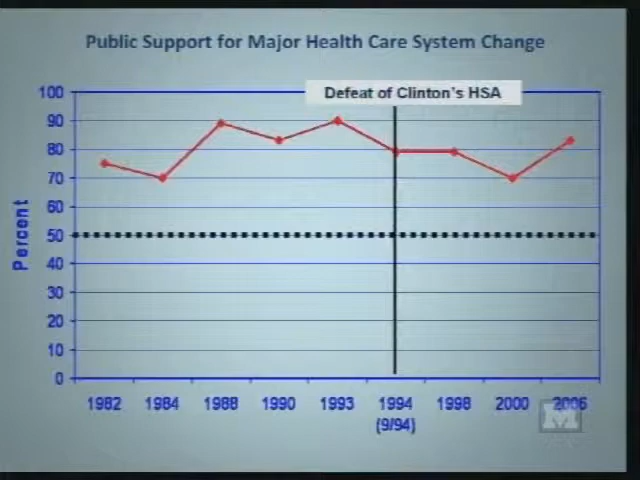 Public Support for Major Health Care System Change
Defeat of Clinton's HSA
100
90
80
70
60
50
40
30
20
10
0
Percent
1982 1984 1988 1990 1993 1994 1998 2000 2006
(9/94)
M